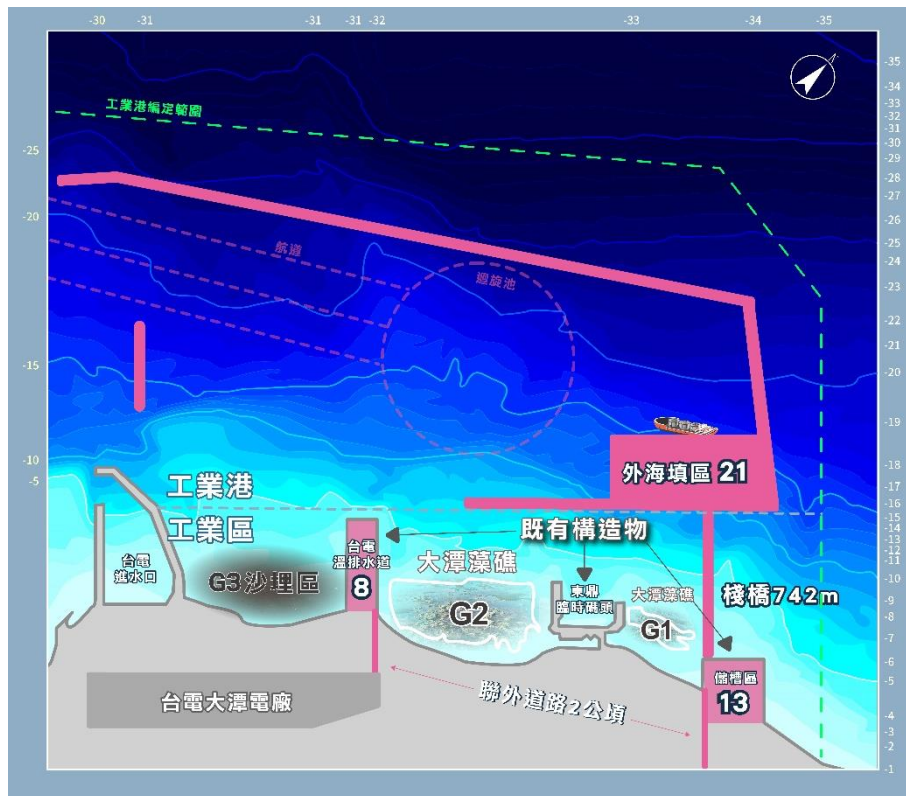 -30 -31 -31 -31 -32 -33 -34 -35
N
工業港編定範圍
航道
迴旋池
外海填區 21
工業港
工業區
既有構造物
台電
進水口
G3沙埋區
台電
溫排水道
8
大潭藻礁
G2
東鼎
臨時碼頭
大潭藻礁
G1
棧橋742m
儲槽區
13
台電大潭電廠
聯外道路2公頃
-25
-20
-15
-10
-5
-35
-34
-33
-32
-31
-30
-29
-28
-27
-26
-25
-24
-23
-22
-21
-20
-19
-18
-17
-16
-15
-14
-13
-12
-11
-10
-9
-8
-7
-6
-5
-4
-3
-2
-1